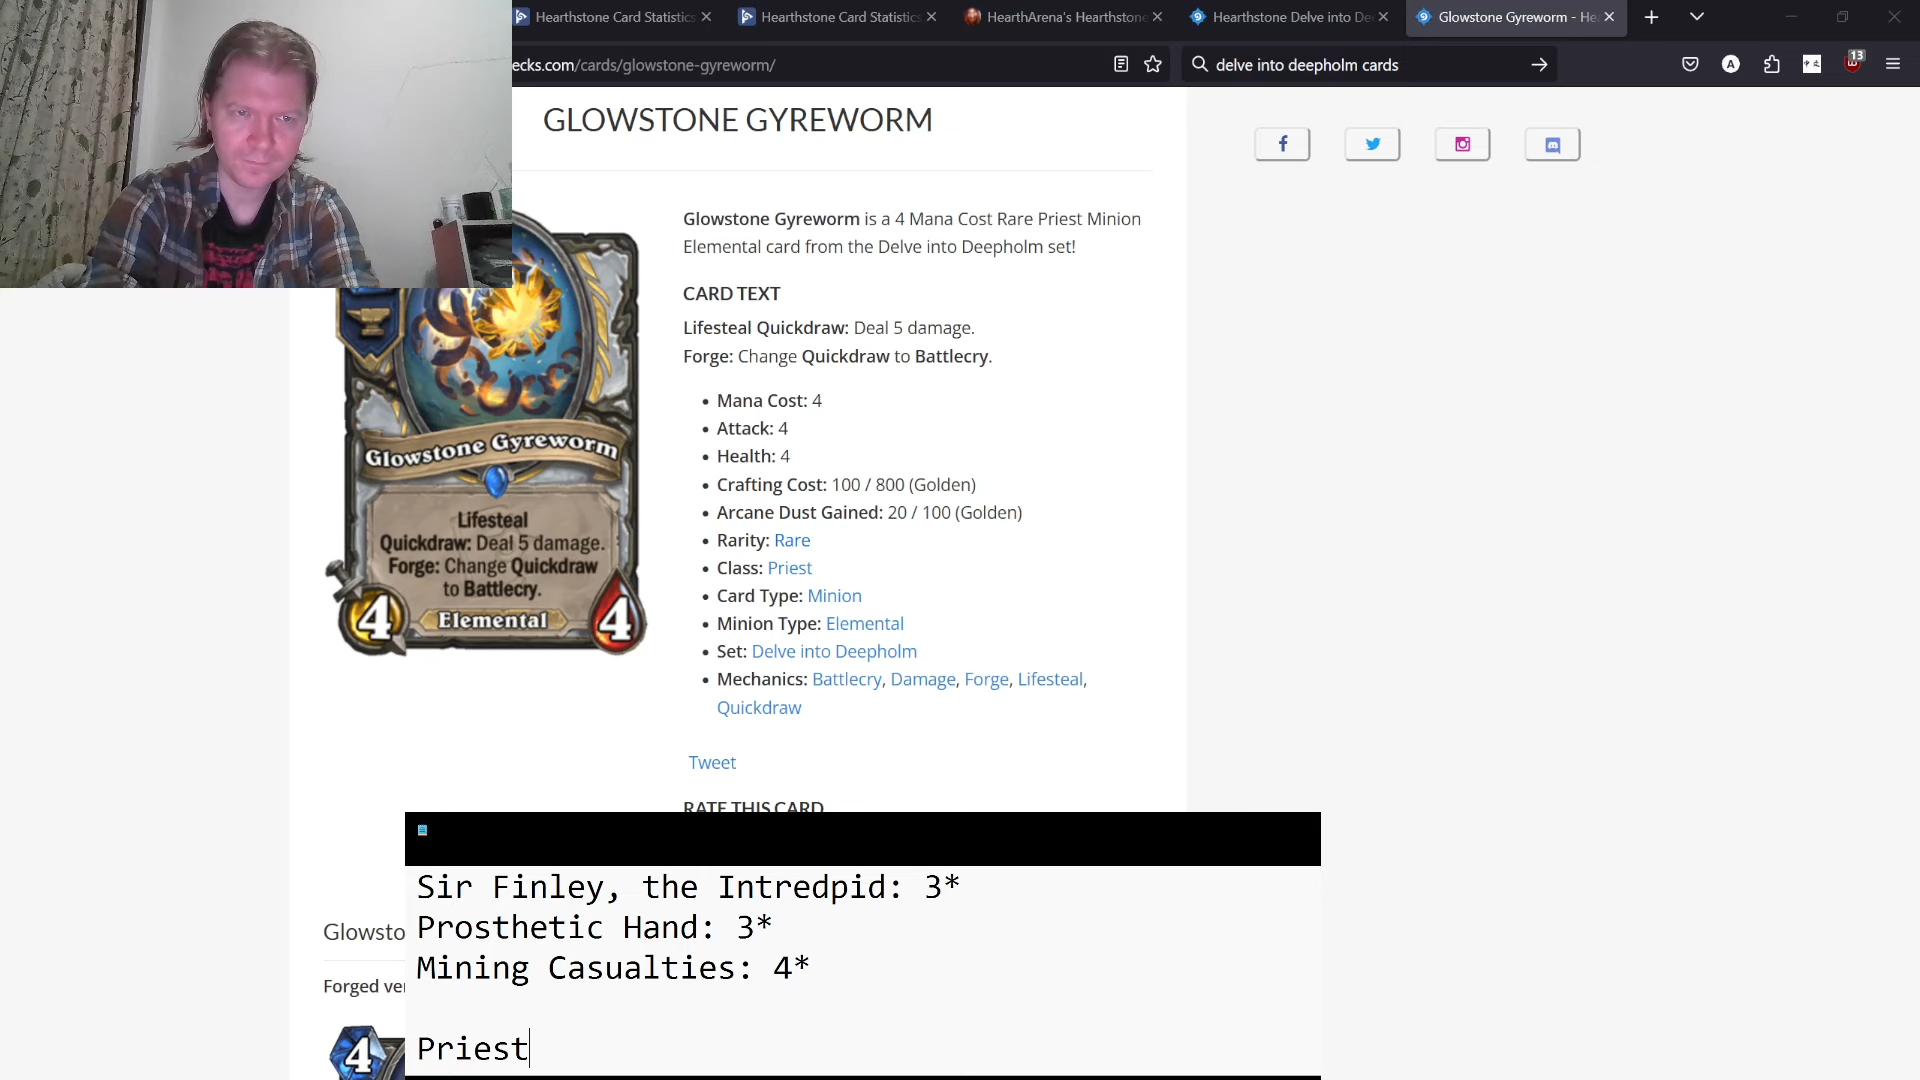 Hearthstone Card Statistics
Hearthstone Card Statistics
HearthArena's Hearthstone
Hearthstone Delve into De
Glowstone Gyreworm - He
ecks.com/cards/glowstone-gyreworm/
delve into deepholm cards
A
13
GLOWSTONE GYREWORM
Glowstone Gyreworm is a 4 Mana Cost Rare Priest Minion
Elemental card from the Delve into Deepholm set!
CARD TEXT
Lifesteal Quickdraw: Deal 5 damage.
Forge: Change Quickdraw to Battlecry.
• Mana Cost: 4
• Attack: 4
• Health: 4
• Crafting Cost: 100 / 800 (Golden)
• Arcane Dust Gained: 20 / 100 (Golden)
• Rarity: Rare
• Class: Priest
• Card Type: Minion
• Minion Type: Elemental
• Set: Delve into Deepholm
• Mechanics: Battlecry, Damage, Forge, Lifesteal,
Quickdraw
Tweet
RATE THIS CARD
Glowstone Gyreworm
Lifesteal
Quickdraw: Deal 5 damage.
Forge: Change Quickdraw
to Battlecry.
4
Elemental
4
Glowsto
Forged ver
4
Sir Finley, the Intredpid: 3*
Prosthetic Hand: 3*
Mining Casualties: 4*
Priest